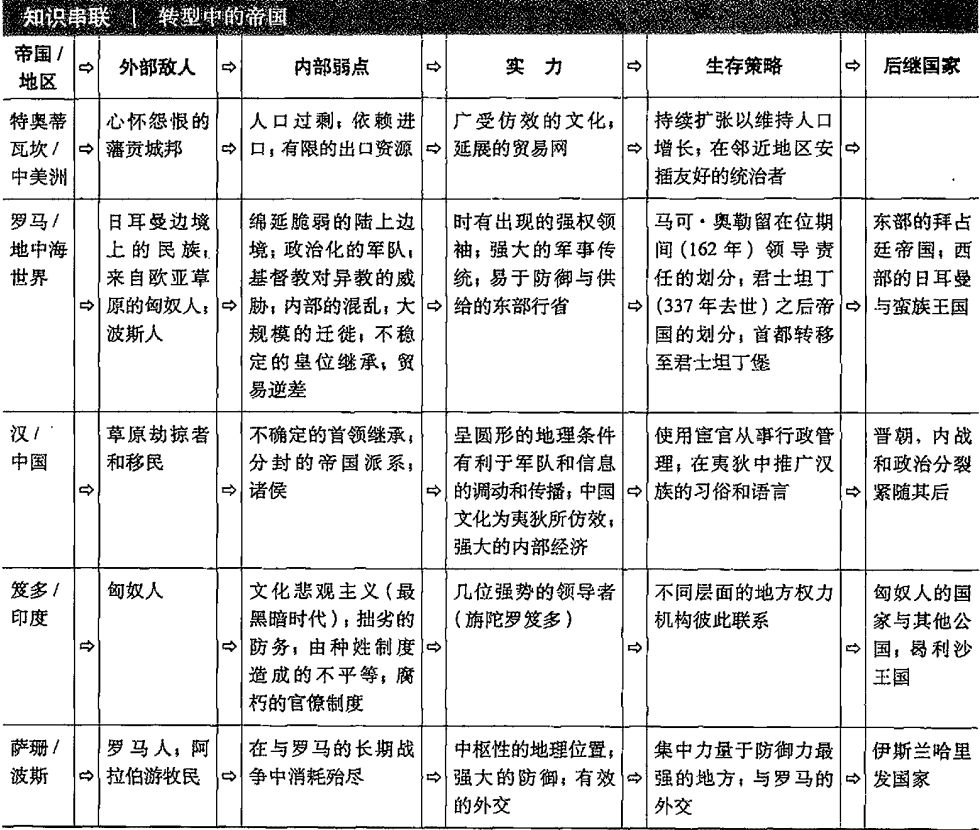 知识串联 | 转型中的帝国
帝国/
地区
⇨
外部敌人
⇨
内部弱点
⇨
实 力
⇨
生存策略
⇨
后继国家
特奥蒂
瓦坎/
中美洲
⇨
心怀怨恨的
藩贡城邦
⇨
人口过剩；依赖进
口；有限的出口资源
⇨
广受仿效的文化；
延展的贸易网
⇨
持续扩张以维持人口
增长；在邻近地区安
插友好的统治者
⇨
罗马/
地中海
世界
⇨
日耳曼边境
上的民族；
来自欧亚草
原的匈奴人；
波斯人
⇨
绵延脆弱的陆上边
境；政治化的军队；
基督教对异教的威
胁；内部的混乱；大
规模的迁徙；不稳
定的皇位继承；贸
易逆差
⇨
时有出现的强权领
袖；强大的军事传
统；易于防御与供
给的东部行省
⇨
马可·奥勒留在位期
间(162年)领导责
任的划分；君士坦丁
(337年去世)之后帝
国的划分；首都转移
至君士坦丁堡
⇨
东部的拜占
廷帝国；西
部的日耳曼
与蛮族王国
汉/
中国
⇨
草原劫掠者
和移民
⇨
不确定的首领继承；
分封的帝国派系；
诸侯
⇨
呈圆形的地理条件
有利于军队和信息
的调动和传播；中国
文化为夷狄所仿效；
强大的内部经济
⇨
使用宦官从事行政管
理；在夷狄中推广汉
族的习俗和语言
⇨
晋朝，内战
和政治分裂
紧随其后
笈多/
印度
⇨
匈奴人
⇨
文化悲观主义(最
黑暗时代)；拙劣的
防务；由种姓制度
造成的不平等；腐
朽的官僚制度
⇨
几位强势的领导者
(旃陀罗笈多)
⇨
不同层面的地方权力
机构彼此联系
⇨
匈奴人的国
家与其他公
国；曷利沙
王国
萨珊/
波斯
⇨
罗马人；阿
拉伯游牧民
⇨
在与罗马的长期战
争中消耗殆尽
⇨
中枢性的地理位置；
强大的防御；有效
的外交
⇨
集中力量于防御力最
强的地方；与罗马的
外交
⇨
伊斯兰哈里
发国家